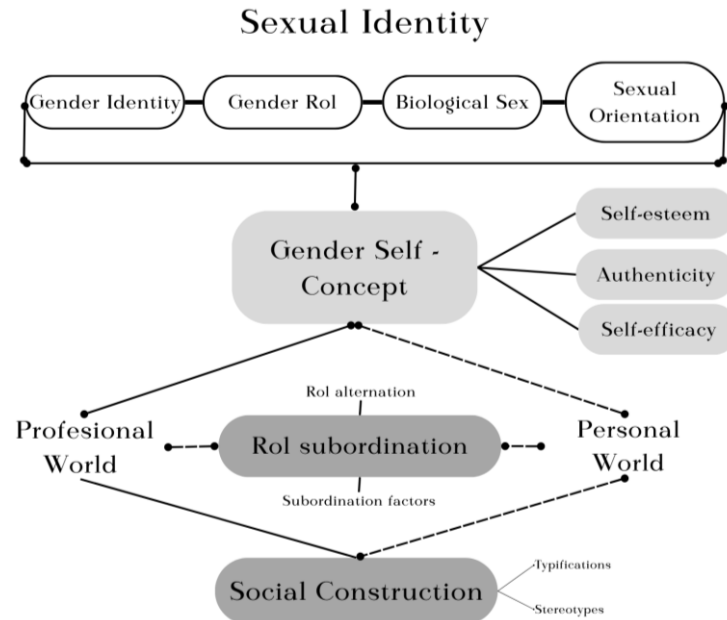 Sexual Identity
Gender Identity
Gender Rol
Biological Sex
Sexual
Orientation
Gender Self -
Concept
Self-esteem
Authenticity
Self-efficacy
Rol alternation
Profesional
World
Rol subordination
Personal
World
Subordination factors
Social Construction
Typifications
Stereotypes